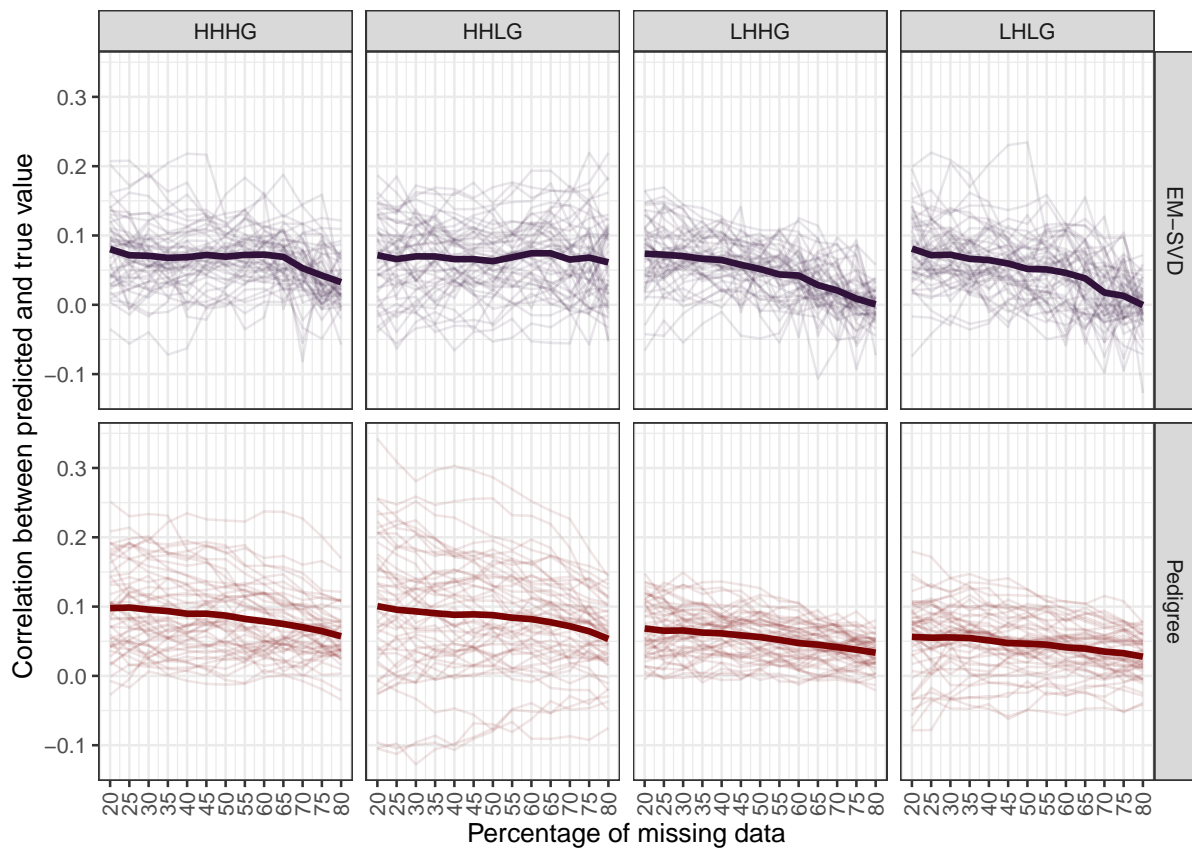 HHHG HHLG LHHG LHLG
Correlation between predicted and true value
0.3
0.2
0.1
0.0
−0.1
EM−SVD
0.3
0.2
0.1
0.0
−0.1
Pedigree
20 25 30 35 40 45 50 55 60 65 70 75 80
20 25 30 35 40 45 50 55 60 65 70 75 80
20 25 30 35 40 45 50 55 60 65 70 75 80
20 25 30 35 40 45 50 55 60 65 70 75 80
Percentage of missing data